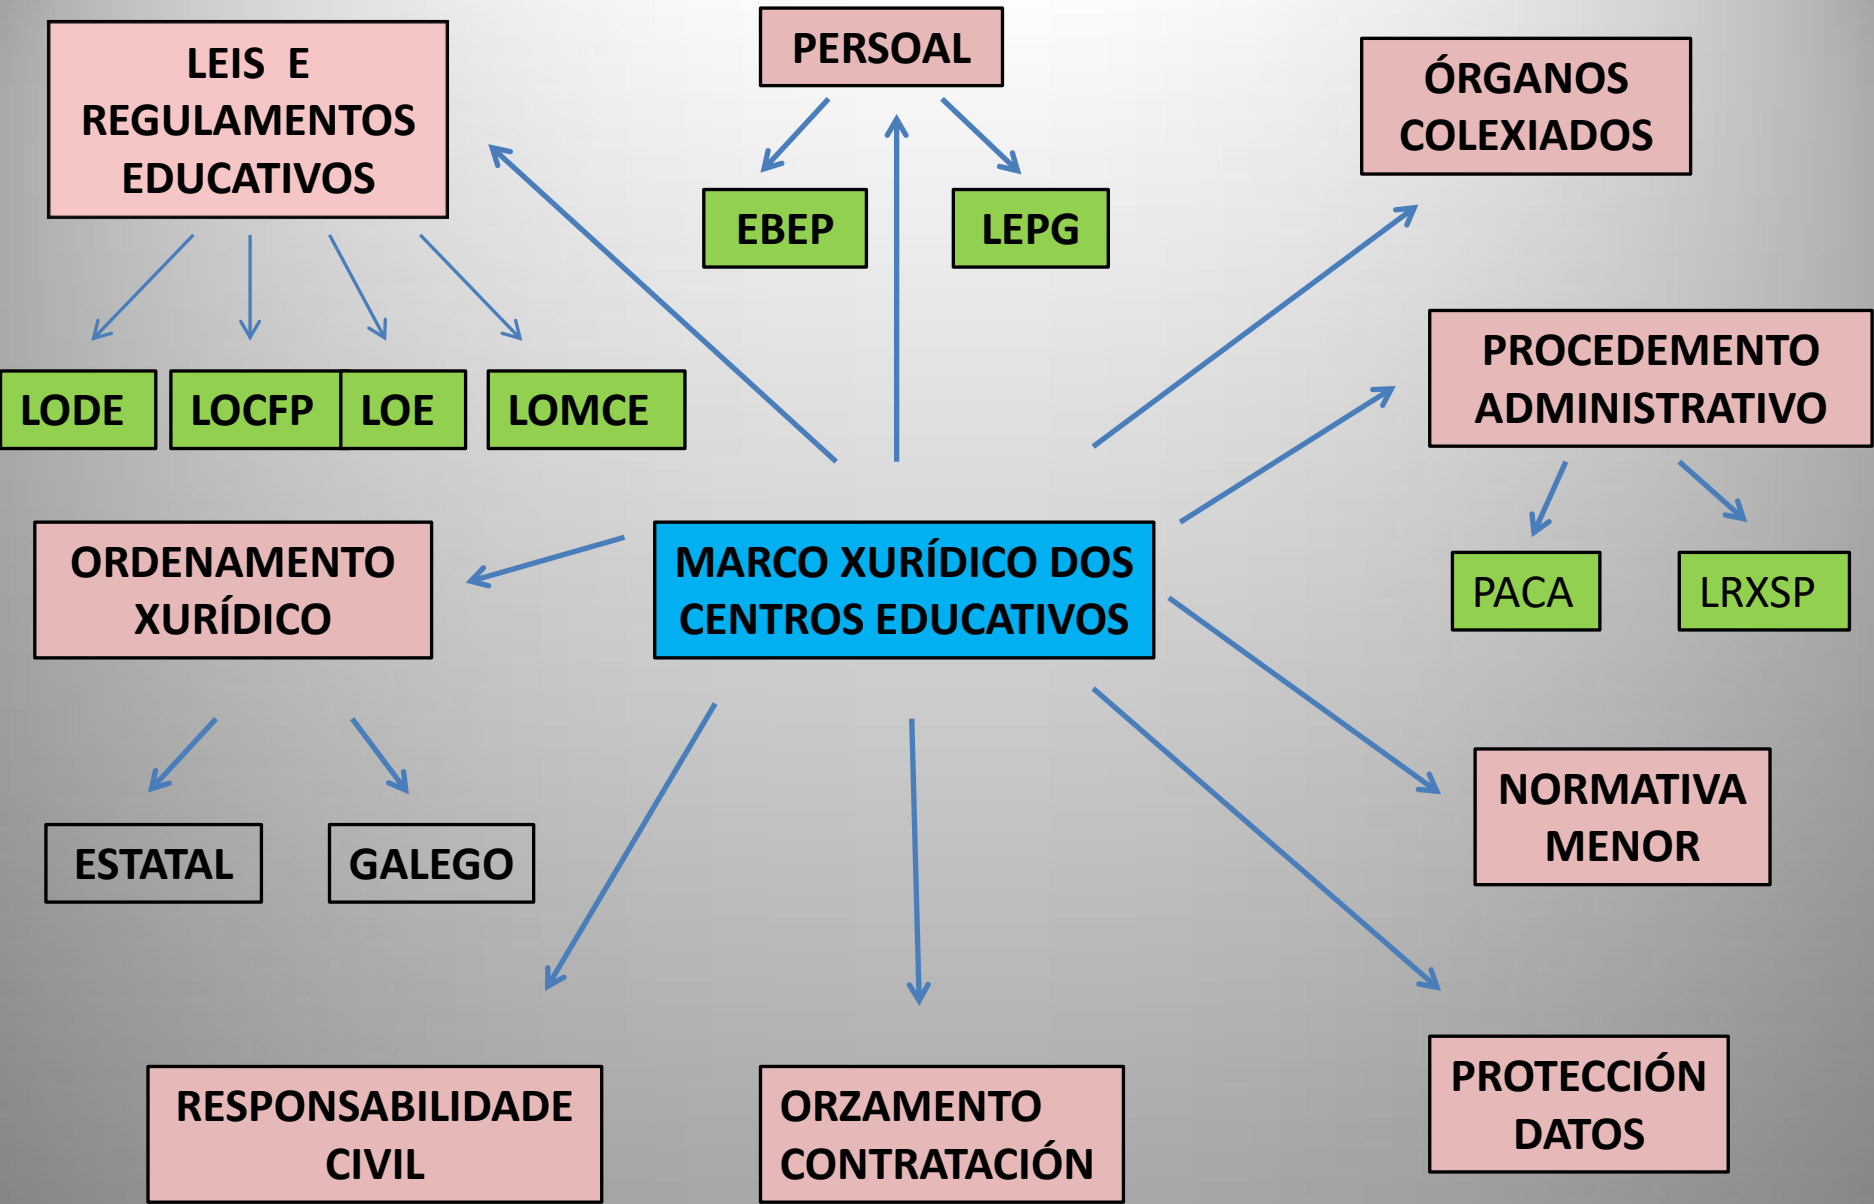 LEIS E
REGULAMENTOS
EDUCATIVOS
PERSOAL
ÓRGANOS
COLEXIADOS
EBEP
LEPG
PROCEDEMENTO
ADMINISTRATIVO
LODE
LOCFP
LOE
LOMCE
ORDENAMENTO
XURÍDICO
MARCO XURÍDICO DOS
CENTROS EDUCATIVOS
PACA
LRXSP
ESTATAL
GALEGO
NORMATIVA
MENOR
RESPONSABILIDADE
CIVIL
ORZAMENTO
CONTRATACIÓN
PROTECCIÓN
DATOS